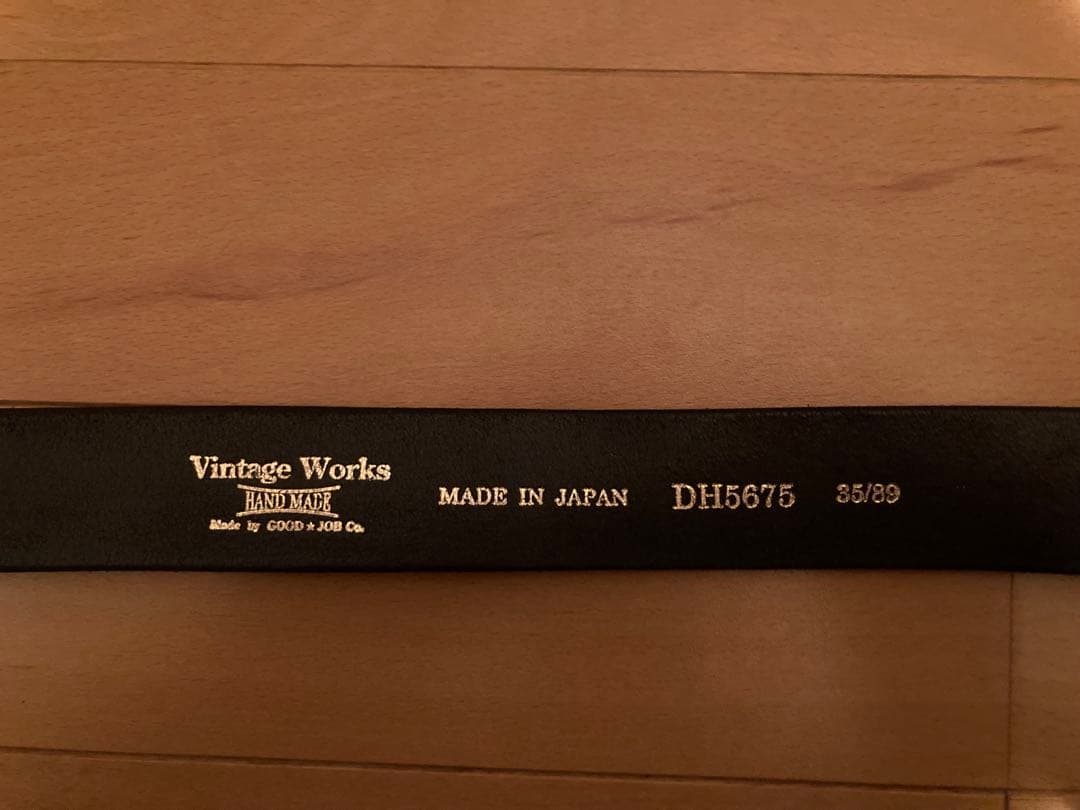 Vintage Works
HAND MADE
Made by GOOD★JOB Co.
MADE IN JAPAN
DH5675
35/89